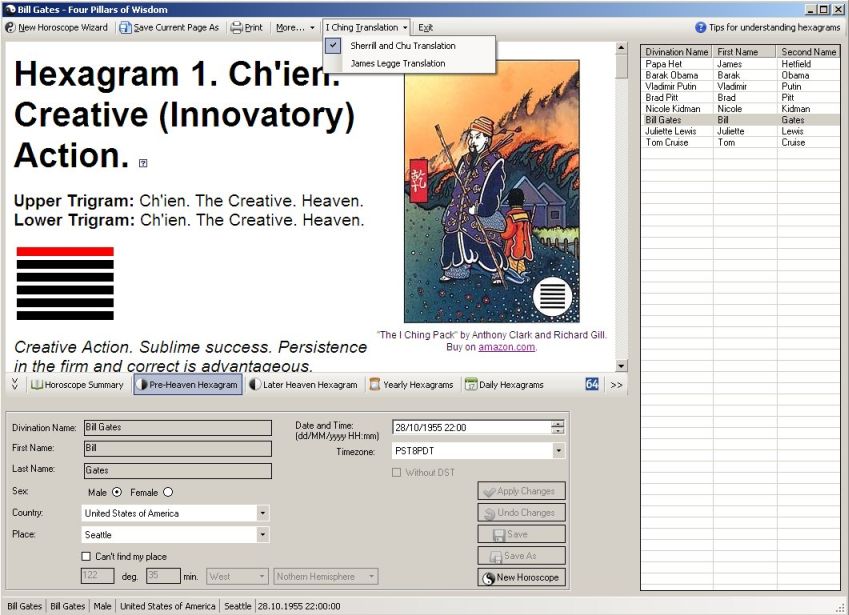 Bill Gates - Four Pillars of Wisdom
New Horoscope Wizard Save Current Page As Print More... I Ching Translation Exit Tips for understanding hexagrams
Sherrill and Chu Translation
James Legge Translation
Hexagram 1. Ch'ien.
Creative (Innovatory)
Action.
Upper Trigram: Ch'ien. The Creative. Heaven.
Lower Trigram: Ch'ien. The Creative. Heaven.
乾
"The I Ching Pack" by Anthony Clark and Richard Gill.
Buy on amazon.com.
Creative Action. Sublime success. Persistence
in the firm and correct is advantageous.
Horoscope Summary Pre-Heaven Hexagram Later Heaven Hexagram Yearly Hexagrams Daily Hexagrams 64 >>
Divination Name: Bill Gates
First Name: Bill
Last Name: Gates
Sex: Male Female
Country: United States of America
Place: Seattle
Can't find my place
122 deg. 35 min. West Nothern Hemisphere
Date and Time: 28/10/1955 22:00
(dd/MM/yyyy HH:mm)
Timezone: PST8PDT
Without DST
Apply Changes
Undo Changes
Save
Save As
New Horoscope
Divination Name First Name Second Name
Papa Het James Hetfield
Barak Obama Barak Obama
Vladimir Putin Vladimir Putin
Brad Pitt Brad Pitt
Nicole Kidman Nicole Kidman
Bill Gates Bill Gates
Juliette Lewis Juliette Lewis
Tom Cruise Tom Cruise
Bill Gates Bill Gates Male United States of America Seattle 28.10.1955 22:00:00